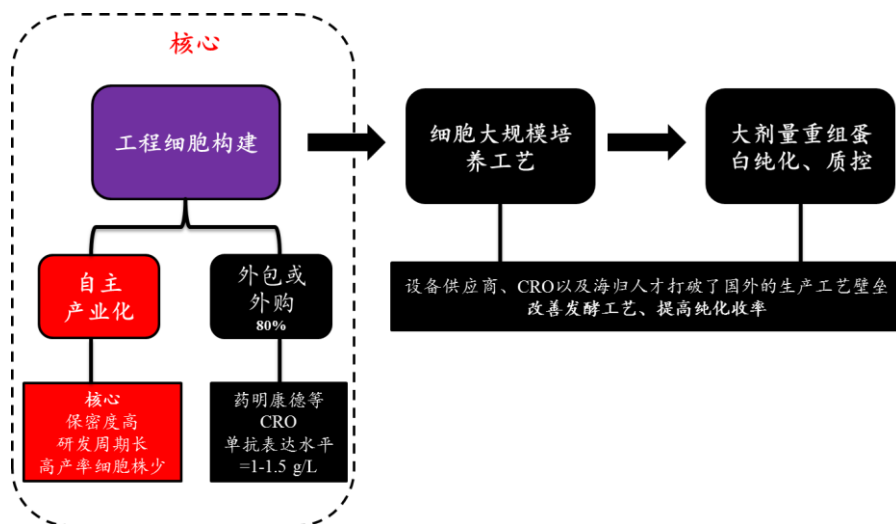 核心
工程细胞构建
细胞大规模培
养工艺
大剂量重组蛋
白纯化、质控
自主
产业化
外包或
外购
80%
设备供应商、CRO以及海归人才打破了国外的生产工艺壁垒
改善发酵工艺、提高纯化收率
核心
保密度高
研发周期长
高产率细胞株少
药明康德等
CRO
单抗表达水平
=1-1.5 g/L